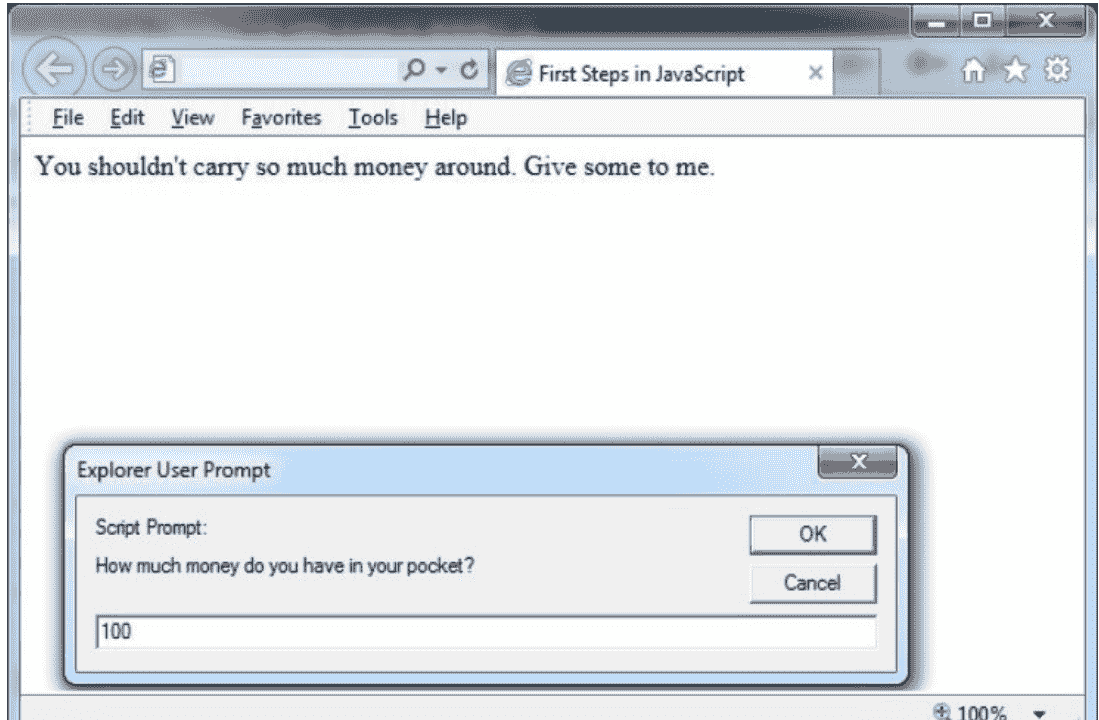 First Steps in JavaScript
File Edit View Favorites Tools Help
You shouldn't carry so much money around. Give some to me.
Explorer User Prompt
Script Prompt:
OK
How much money do you have in your pocket?
Cancel
100
100%